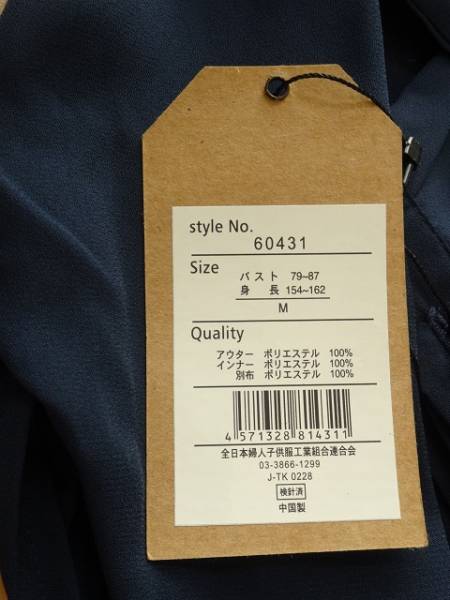 style No.
60431
Size
バスト 79~87
身 長 154~162
M
Quality
アウター ポリエステル 100%
インナー ポリエステル 100%
別布 ポリエステル 100%
4 571328 814311
全日本婦人子供服工業組合連合会
03-3866-1299
J-TK 0228
検針済
中国製